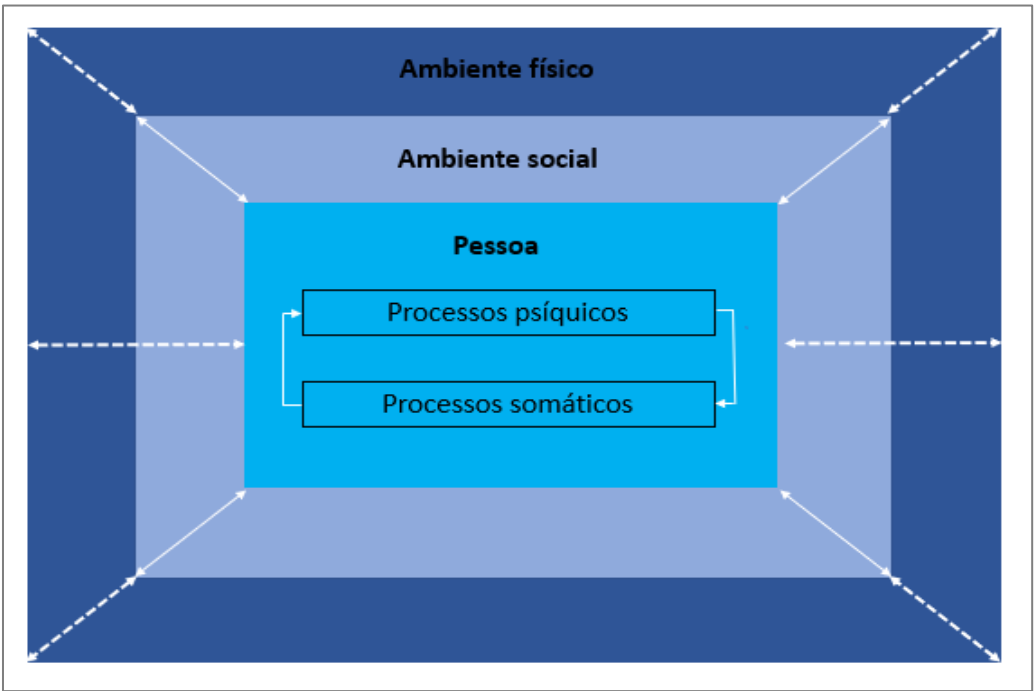 Ambiente físico
Ambiente social
Pessoa
Processos psíquicos
Processos somáticos